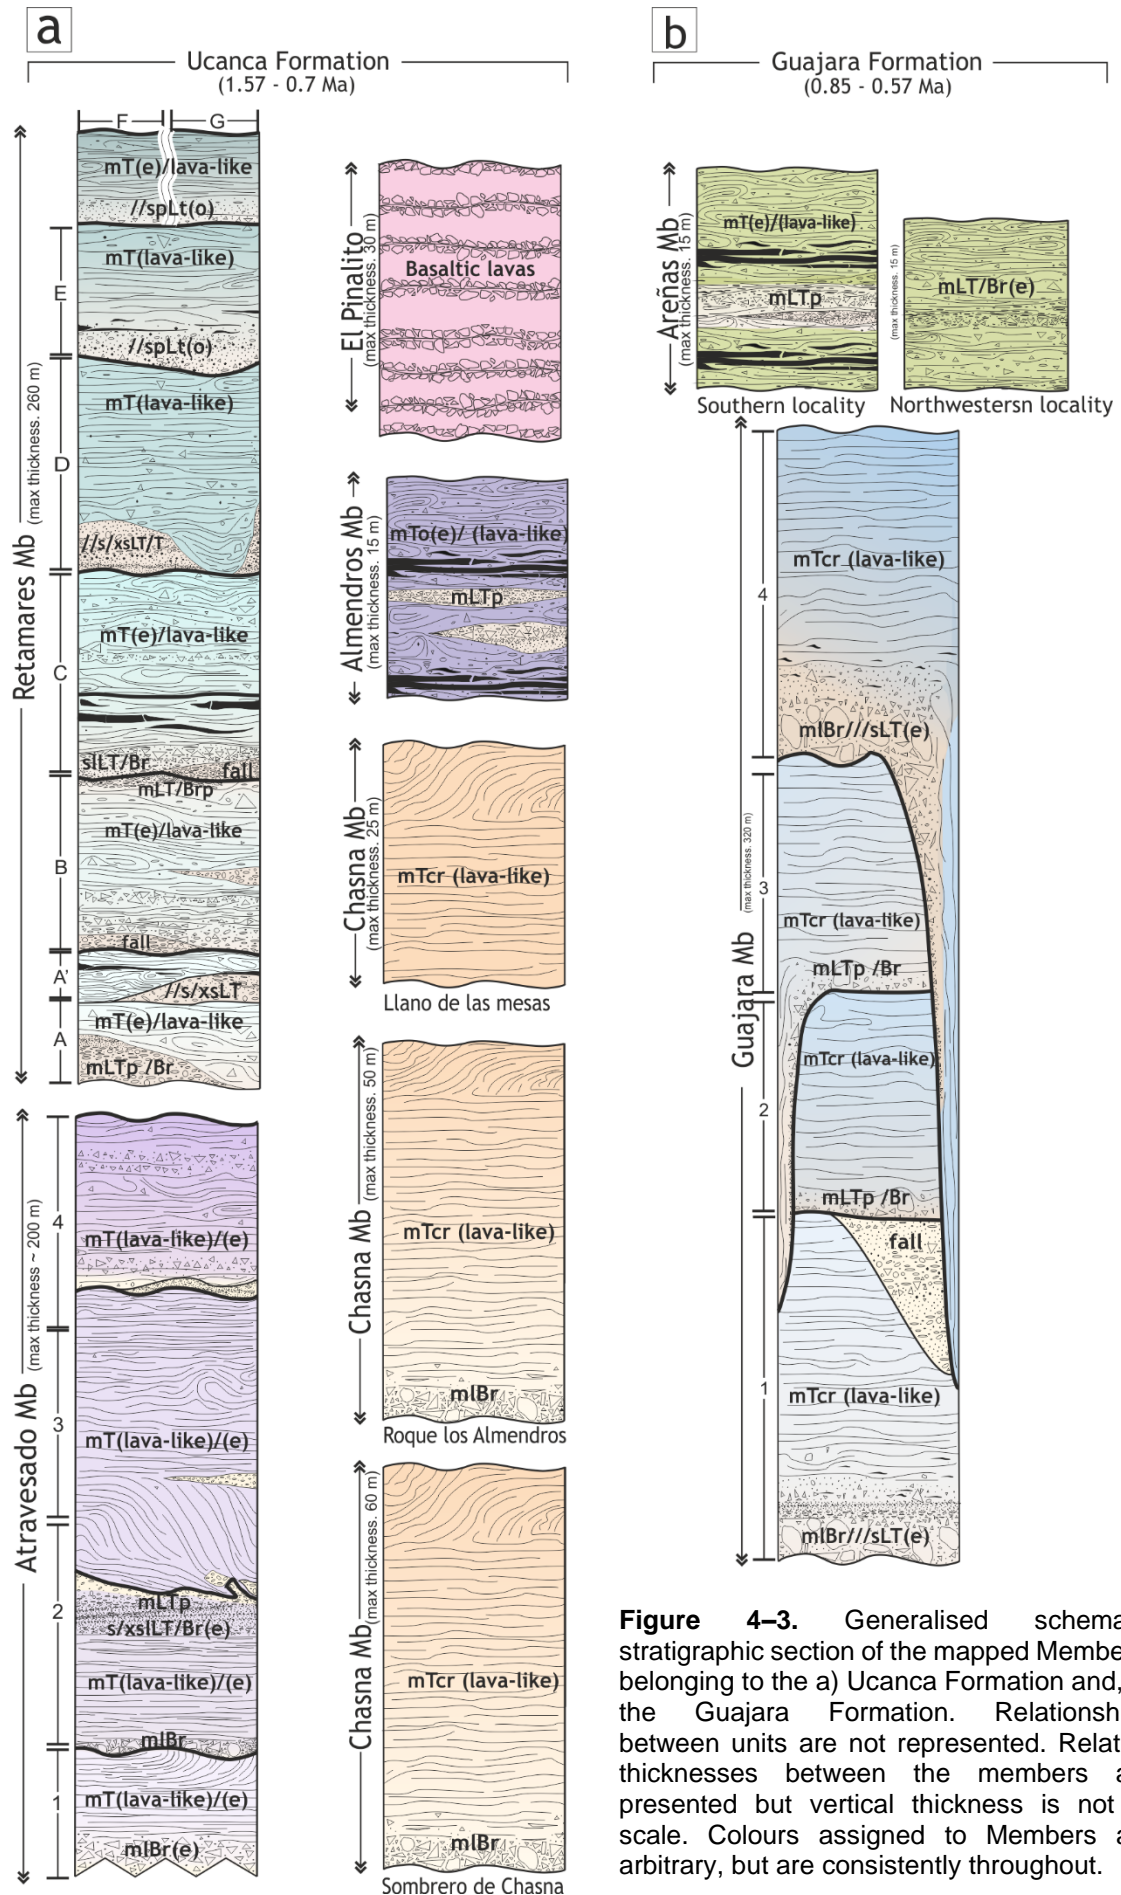 a
Ucanca Formation
(1.57 - 0.7 Ma)
F
G
Retamares Mb (max thickness. 260 m)
mT(e)/lava-like
//spLt(o)
E
mT(lava-like)
//spLt(o)
D
mT(lava-like)
//s/xsLT/T
C
mT(e)/lava-like
slLT/Br
fall
B
mLT/Brp
mT(e)/lava-like
fall
A'
//s/xsLT
A
mT(e)/lava-like
mLTp /Br
Atravesado Mb (max thickness ~ 200 m)
4
mT(lava-like)/(e)
3
mT(lava-like)/(e)
2
mLTp
s/xslLT/Br(e)
mT(lava-like)/(e)
mlBr
1
mT(lava-like)/(e)
mlBr(e)
El Pinalito
(max thickness. 30 m)
Basaltic lavas
Almendros Mb
(max thickness. 15 m)
mTo(e)/ (lava-like)
mLTp
Chasna Mb
(max thickness. 25 m)
mTcr (lava-like)
Llano de las mesas
Chasna Mb (max thickness. 50 m)
mTcr (lava-like)
mlBr
Roque los Almendros
Chasna Mb (max thickness. 60 m)
mTcr (lava-like)
mlBr
Sombrero de Chasna
b
Guajara Formation
(0.85 - 0.57 Ma)
Areñas Mb
(max thickness. 15 m)
mT(e)/(lava-like)
mLTp
Southern locality
(max thickness. 15 m)
mLT/Br(e)
Northwestersn locality
Guajara Mb (max thickness. 320 m)
4
mTcr (lava-like)
mlBr///sLT(e)
3
mTcr (lava-like)
mLTp /Br
2
mTcr (lava-like)
mLTp /Br
fall
1
mTcr (lava-like)
mlBr///sLT(e)
Figure 4–3. Generalised schema
stratigraphic section of the mapped Membe
belonging to the a) Ucanca Formation and,
the Guajara Formation. Relationsh
between units are not represented. Relat
thicknesses between the members a
presented but vertical thickness is not
scale. Colours assigned to Members a
arbitrary, but are consistently throughout.